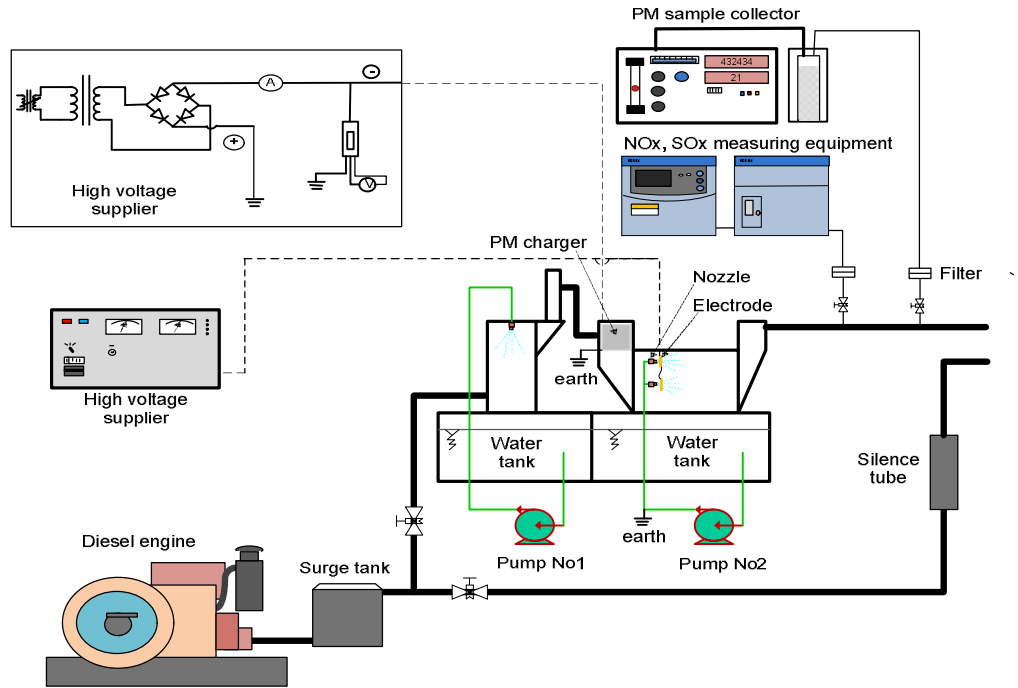 PM sample collector
432434
21
A
-
+
V
High voltage
supplier
NOx, SOx measuring equipment
PM charger
Nozzle
Filter
Electrode
earth
High voltage
supplier
Water
tank
Water
tank
Silence
tube
earth
Diesel engine
Surge tank
Pump No1
Pump No2